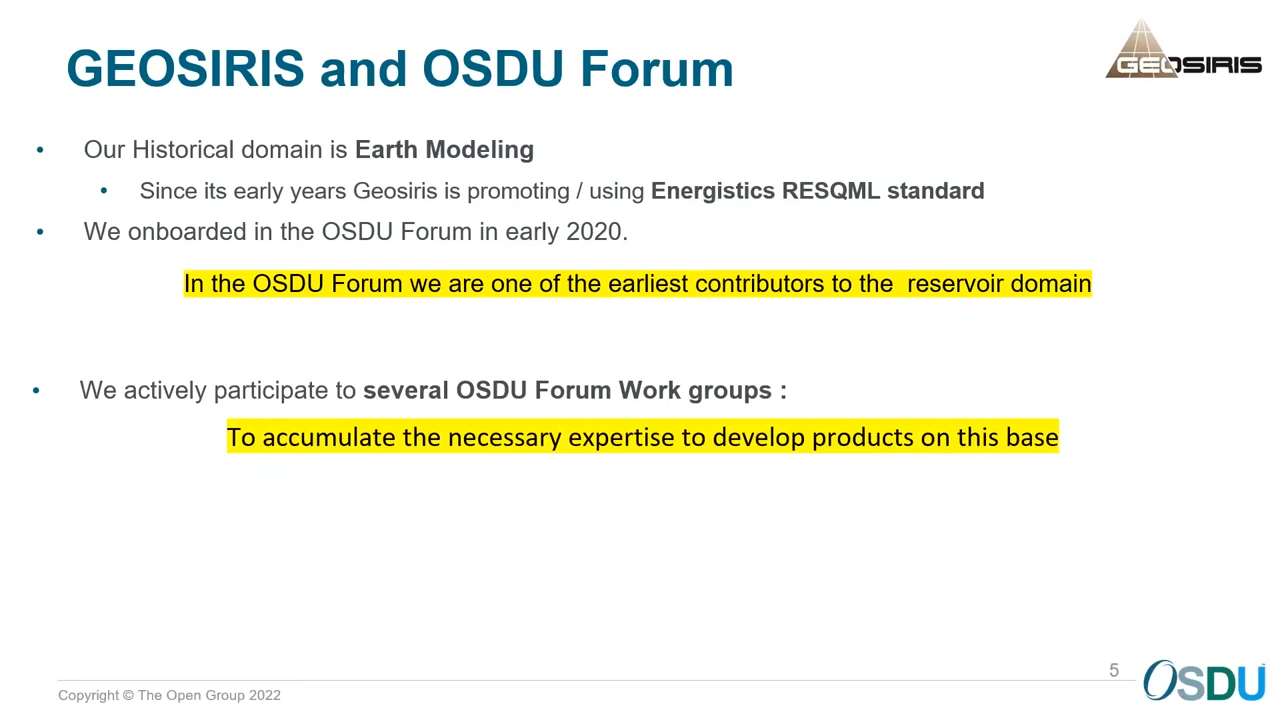 GEOSIRIS and OSDU Forum
GEOSIRIS
• Our Historical domain is Earth Modeling
• Since its early years Geosiris is promoting / using Energistics RESQML standard
• We onboarded in the OSDU Forum in early 2020.
In the OSDU Forum we are one of the earliest contributors to the  reservoir domain
• We actively participate to several OSDU Forum Work groups :
To accumulate the necessary expertise to develop products on this base
5
Copyright © The Open Group 2022
OSDU